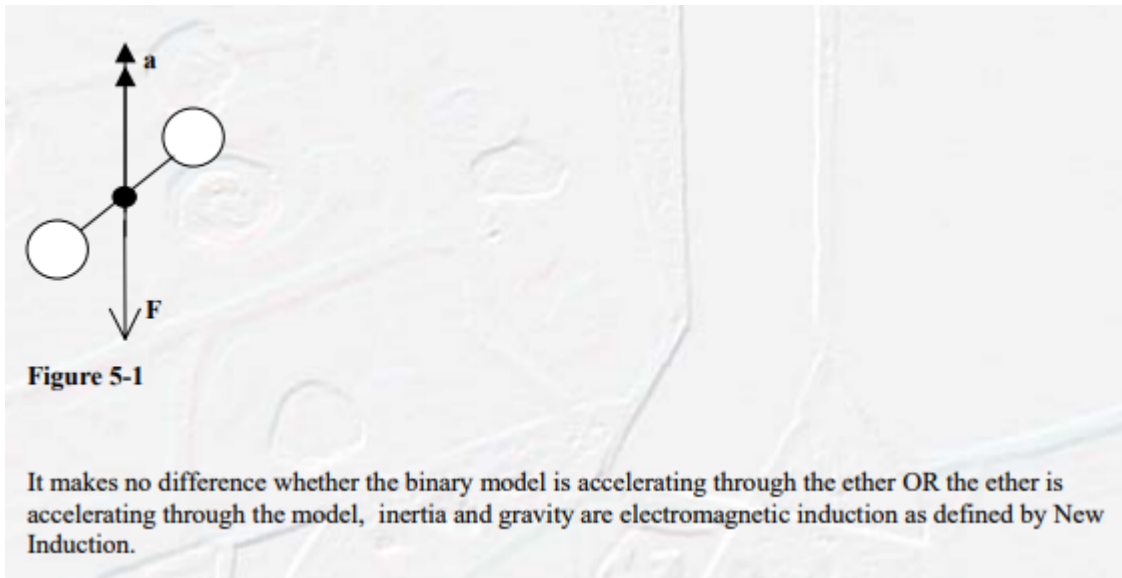 a
F
Figure 5-1
It makes no difference whether the binary model is accelerating through the ether OR the ether is
accelerating through the model,  inertia and gravity are electromagnetic induction as defined by New
Induction.